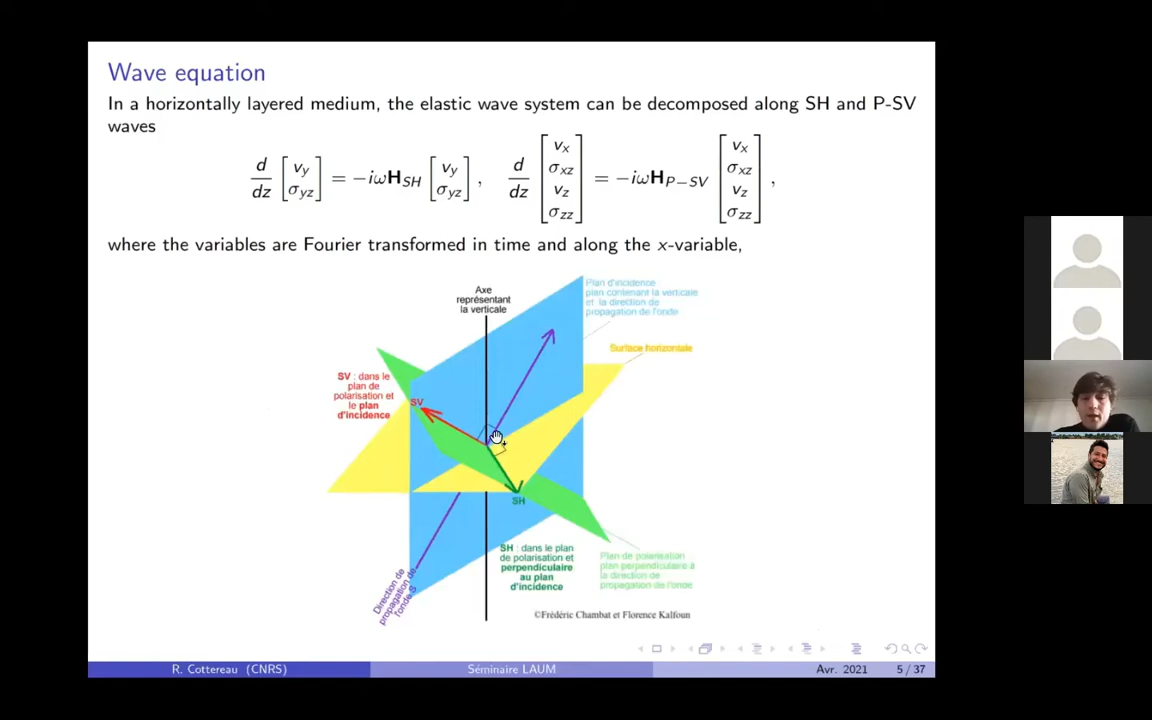 Wave equation
In a horizontally layered medium, the elastic wave system can be decomposed along SH and P-SV
waves
d/dz [v_y σ_yz] = −iωH_SH [v_y σ_yz] , d/dz [v_x σ_xz v_z σ_zz] = −iωH_P−SV [v_x σ_xz v_z σ_zz] ,
where the variables are Fourier transformed in time and along the x-variable,
Axe
représentant
la verticale
Plan d'incidence
plan contenant la verticale
et la direction de
propagation de l'onde
Surface horizontale
SV : dans le
plan de
polarisation et
le plan
d'incidence
SV
SH
SH : dans le plan
de polarisation et
perpendiculaire
au plan
d'incidence
Plan de polarisation
plan perpendiculaire à
la direction de
propagation de l'onde
Direction de
propagation de
l'onde S
©Frédéric Chambat et Florence Kalfoun
R. Cottereau (CNRS)
Séminaire LAUM
Avr. 2021
5 / 37